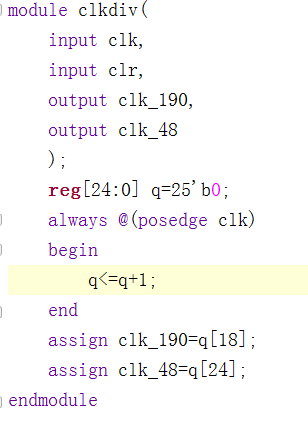 module clkdiv(
    input clk,
    input clr,
    output clk_190,
    output clk_48
    );
    reg[24:0] q=25'b0;
    always @(posedge clk)
    begin
        q<=q+1;
    end
    assign clk_190=q[18];
    assign clk_48=q[24];
endmodule